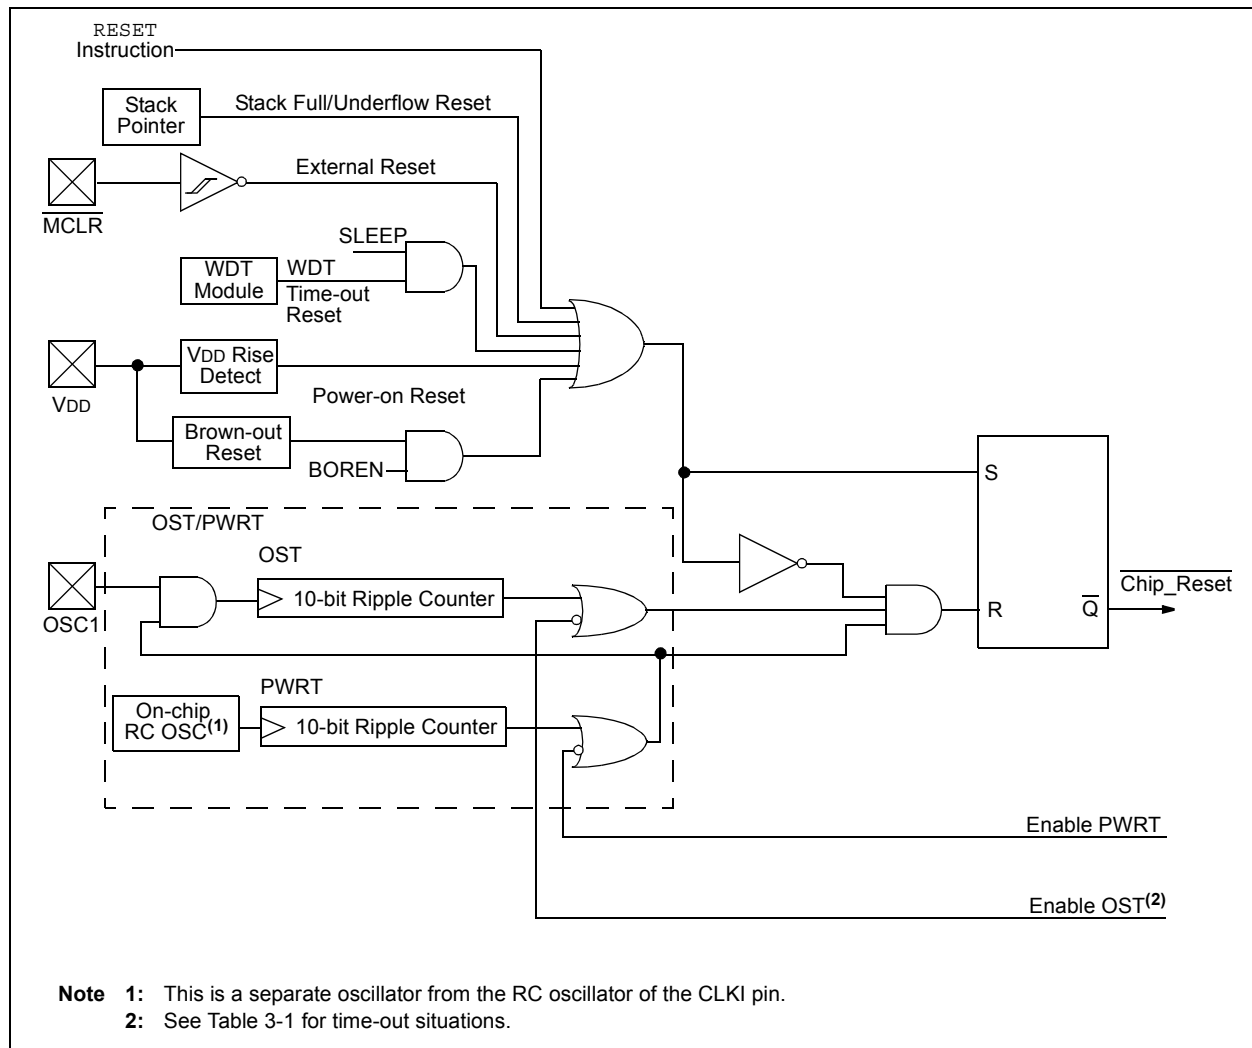 RESET
Instruction
Stack
Pointer
Stack Full/Underflow Reset
External Reset
MCLR
SLEEP
WDT
Module
WDT
Time-out
Reset
VDD Rise
Detect
VDD
Power-on Reset
Brown-out
Reset
BOREN
S
OST/PWRT
OST
10-bit Ripple Counter
OSC1
Chip_Reset
R
Q
PWRT
On-chip
RC OSC(1)
10-bit Ripple Counter
Enable PWRT
Enable OST(2)
Note 1: This is a separate oscillator from the RC oscillator of the CLKI pin.
2: See Table 3-1 for time-out situations.